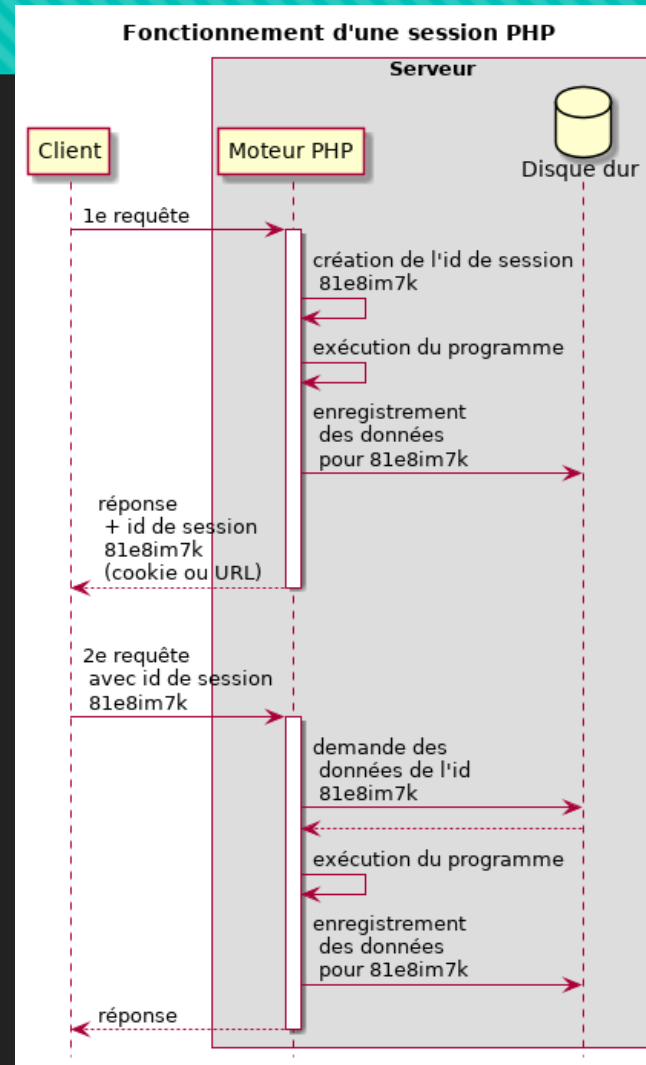 Fonctionnement d'une session PHP
Serveur
Client
Moteur PHP
Disque dur
1e requête
création de l'id de session
81e8im7k
exécution du programme
enregistrement
des données
pour 81e8im7k
réponse
+ id de session
81e8im7k
(cookie ou URL)
2e requête
avec id de session
81e8im7k
demande des
données de l'id
81e8im7k
exécution du programme
enregistrement
des données
pour 81e8im7k
réponse